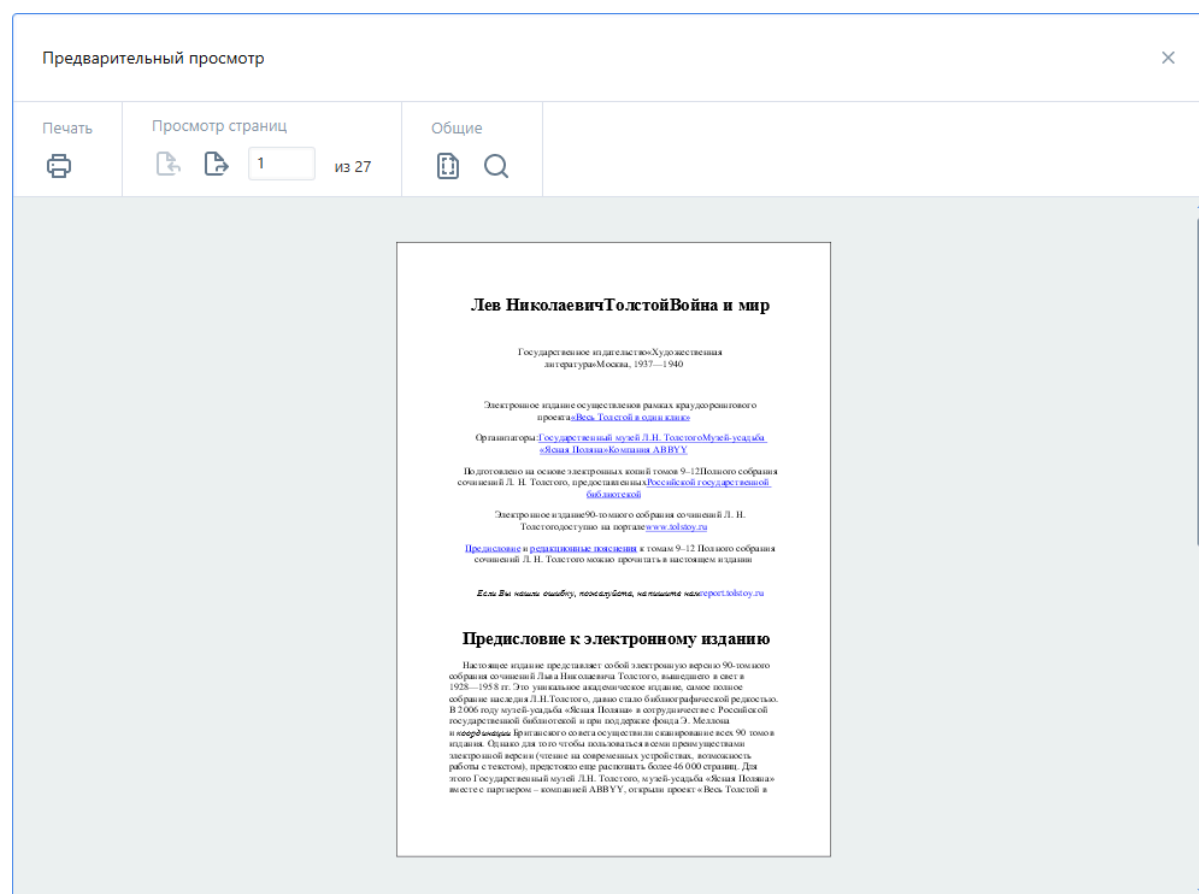 Предварительный просмотр
Печать
Просмотр страниц
Общие
1
из 27
Лев НиколаевичТолстойВойна и мир
Государственное издательство«Художественная
литература»Москва, 1937—1940
Электронное издание осуществленов рамках краудсорсингового
проекта«Весь Толстой в один клик»
Организаторы:Государственный музей Л.Н. ТолстогоМузей-усадьба
«Ясная Поляна»Компания ABBYY
Подготовлено на основе электронных копий томов 9–12Полного собрания
сочинений Л. Н. Толстого, предоставленныхРоссийской государственной
библиотекой
Электронное издание90-томного собрания сочинений Л. Н.
Толстогодоступно на портале www.tolstoy.ru
Предисловие и редакционные пояснения к томам 9–12 Полного собрания
сочинений Л. Н. Толстого можно прочитать в настоящем издании
Если Вы нашли ошибку, пожалуйста, напишите намreport.tolstoy.ru
Предисловие к электронному изданию
Настоящее издание представляет собой электронную версию 90-томного
собрания сочинений Льва Николаевича Толстого, вышедшего в свет в
1928—1958 гг. Это уникальное академическое издание, самое полное
собрание наследия Л.Н.Толстого, давно стало библиографической редкостью.
В 2006 году музей-усадьба «Ясная Поляна» в сотрудничестве с Российской
государственной библиотекой и при поддержке фонда Э. Меллона
и координации Британского совета осуществили сканирование всех 90 томов
издания. Однако для того чтобы пользоваться всеми преимуществами
электронной версии (чтение на современных устройствах, возможность
работы с текстом), предстояло еще распознать более 46 000 страниц. Для
этого Государственный музей Л.Н. Толстого, музей-усадьба «Ясная Поляна»
вместе с партнером – компанией ABBYY, открыли проект «Весь Толстой в